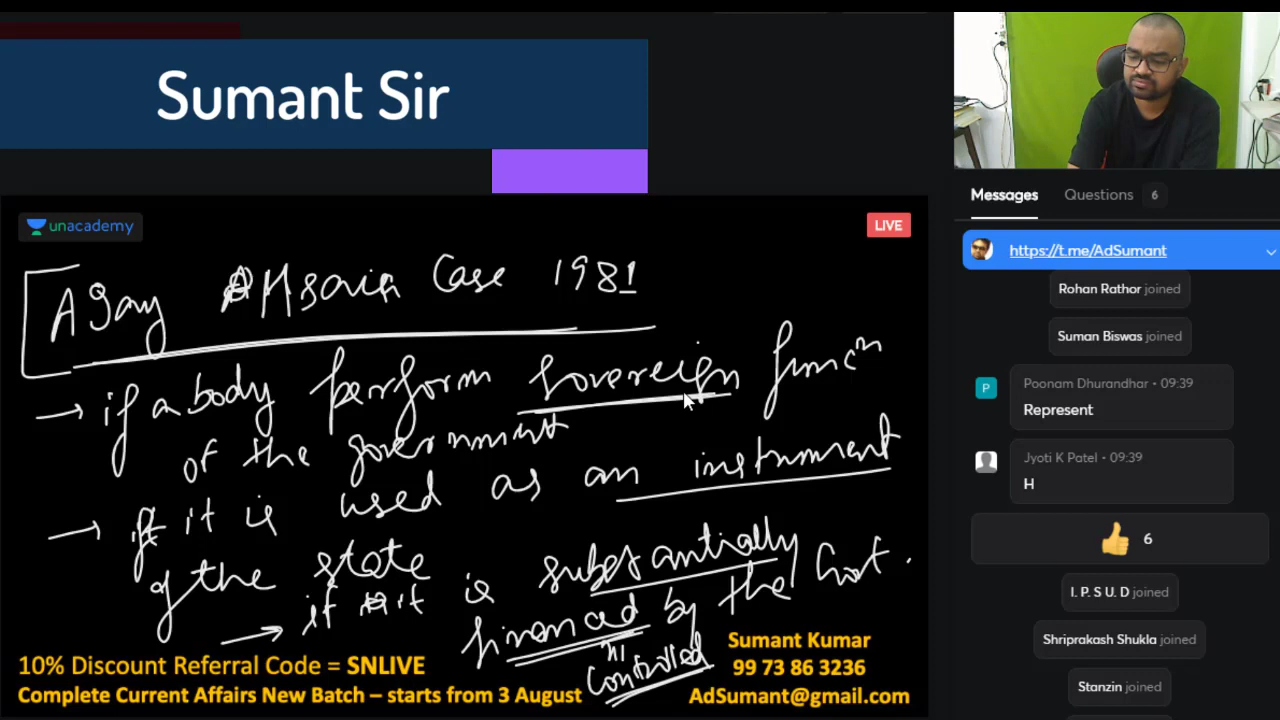 Sumant Sir
unacademy
LIVE
Ajay Hsain Case 1981
→ if a body perform sovereign funcn
of the government
→ if it is used as an instrument
of the state
→ if it is substantially
financed by the Govt.
controlled
10% Discount Referral Code = SNLIVE
Complete Current Affairs New Batch – starts from 3 August
Sumant Kumar
99 73 86 3236
AdSumant@gmail.com
Messages
Questions 6
https://t.me/AdSumant
Rohan Rathor joined
Suman Biswas joined
P
Poonam Dhurandhar • 09:39
Represent
Jyoti K Patel • 09:39
H
👍 6
I. P. S U. D joined
Shriprakash Shukla joined
Stanzin joined